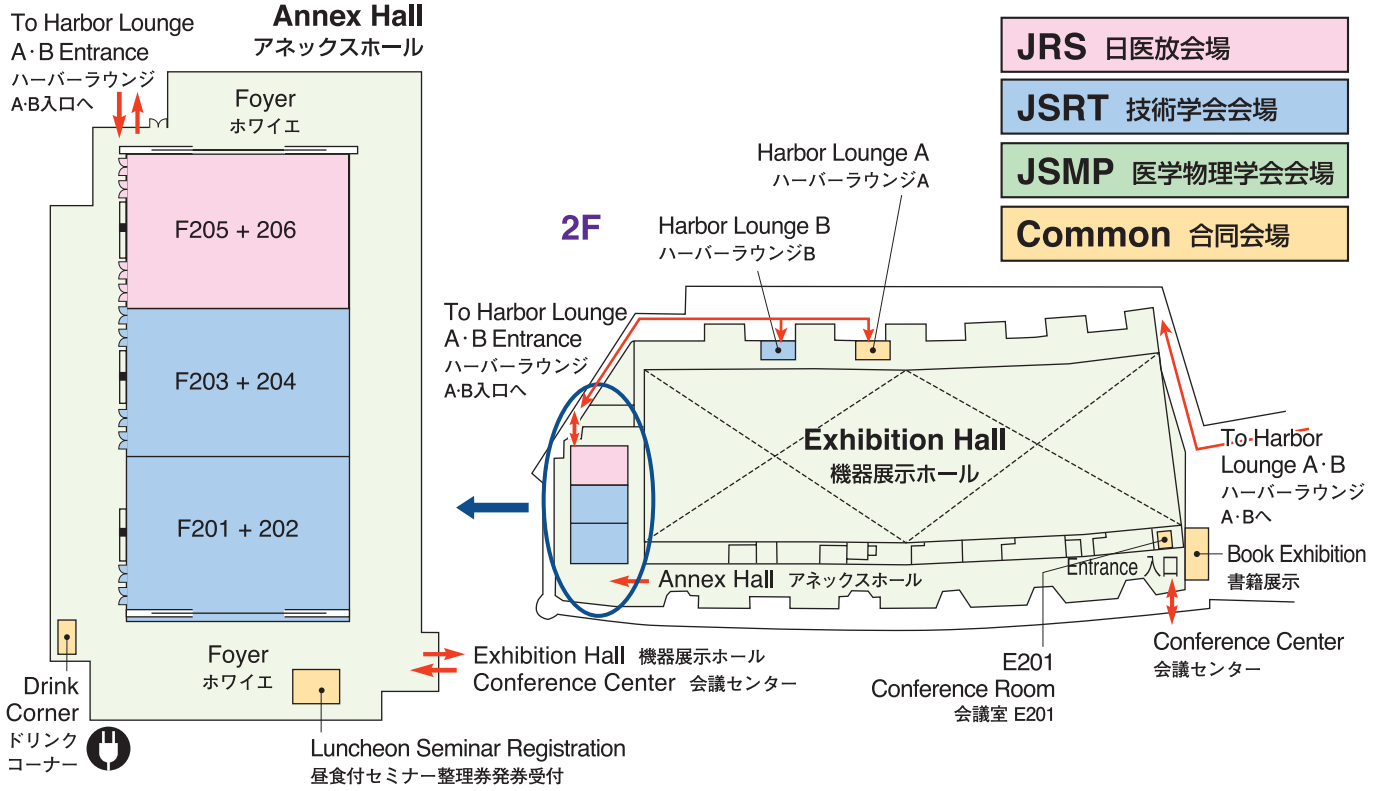 Annex Hall
アネックスホール
To Harbor Lounge
A·B Entrance
ハーバーラウンジ
A·B入口へ
Foyer
ホワイエ
F205 + 206
F203 + 204
F201 + 202
Foyer
ホワイエ
Drink
Corner
ドリンク
コーナー
Luncheon Seminar Registration
昼食付セミナー整理券発券受付
Exhibition Hall 機器展示ホール
Conference Center 会議センター
JRS 日医放会場
JSRT 技術学会会場
JSMP 医学物理学会会場
Common 合同会場
2F
Harbor Lounge A
ハーバーラウンジA
Harbor Lounge B
ハーバーラウンジB
To Harbor Lounge
A·B Entrance
ハーバーラウンジ
A·B入口へ
Exhibition Hall
機器展示ホール
To Harbor
Lounge A·B
ハーバーラウンジ
A·Bへ
Book Exhibition
書籍展示
Entrance 入口
Annex Hall アネックスホール
Conference Center
会議センター
E201
Conference Room
会議室 E201